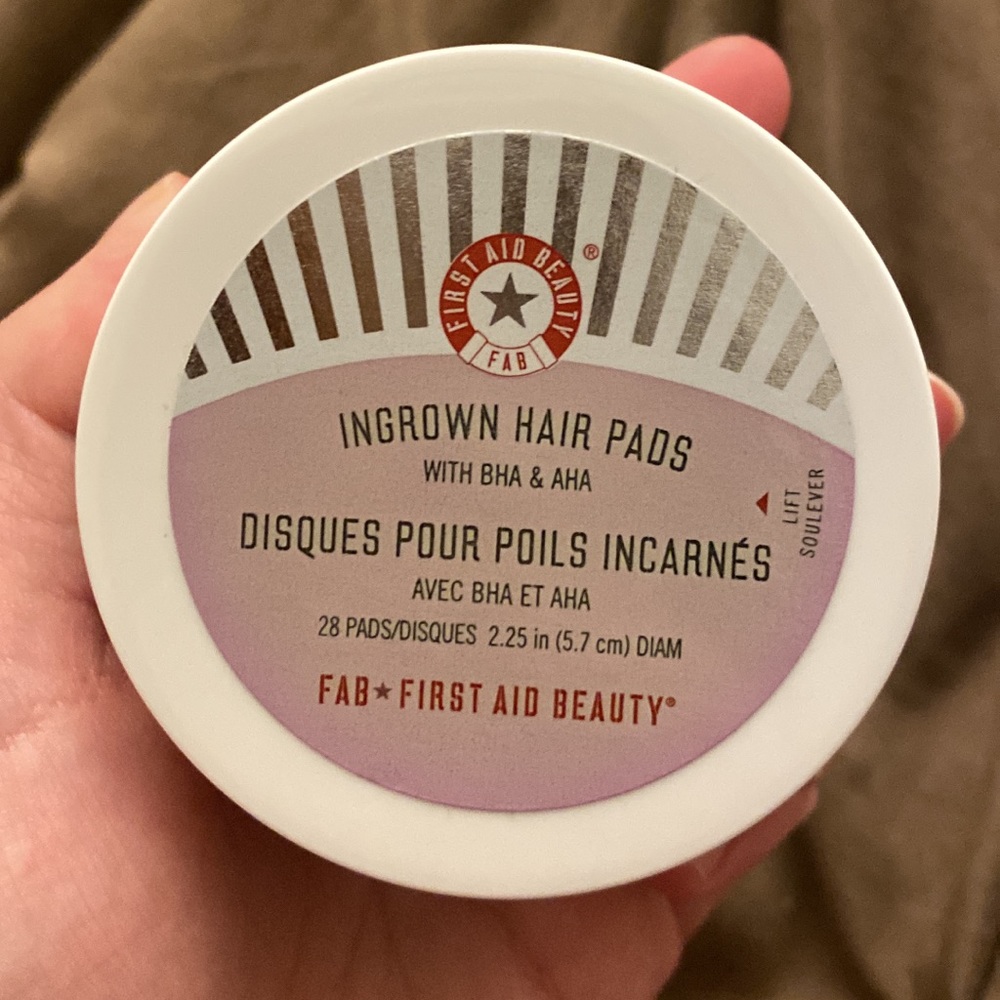 FIRST AID BEAUTY ®
FAB
INGROWN HAIR PADS
WITH BHA & AHA
LIFT
SOULEVER
DISQUES POUR POILS INCARNÉS
AVEC BHA ET AHA
28 PADS/DISQUES 2.25 in (5.7 cm) DIAM
FAB★FIRST AID BEAUTY®